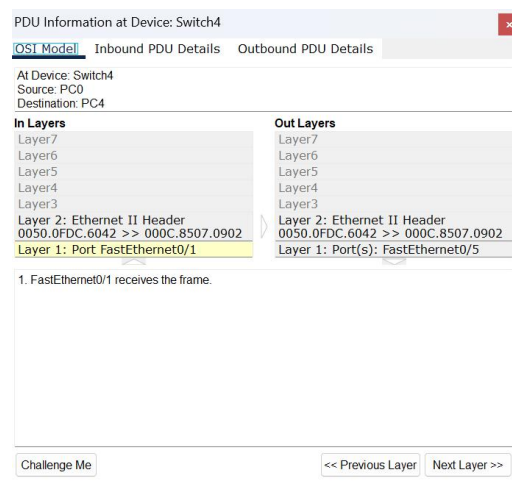 PDU Information at Device: Switch4
OSI Model Inbound PDU Details Outbound PDU Details
At Device: Switch4
Source: PC0
Destination: PC4
In Layers
Layer7
Layer6
Layer5
Layer4
Layer3
Layer 2: Ethernet II Header
0050.0FDC.6042 >> 000C.8507.0902
Layer 1: Port FastEthernet0/1
Out Layers
Layer7
Layer6
Layer5
Layer4
Layer3
Layer 2: Ethernet II Header
0050.0FDC.6042 >> 000C.8507.0902
Layer 1: Port(s): FastEthernet0/5
1. FastEthernet0/1 receives the frame.
Challenge Me
<< Previous Layer
Next Layer >>